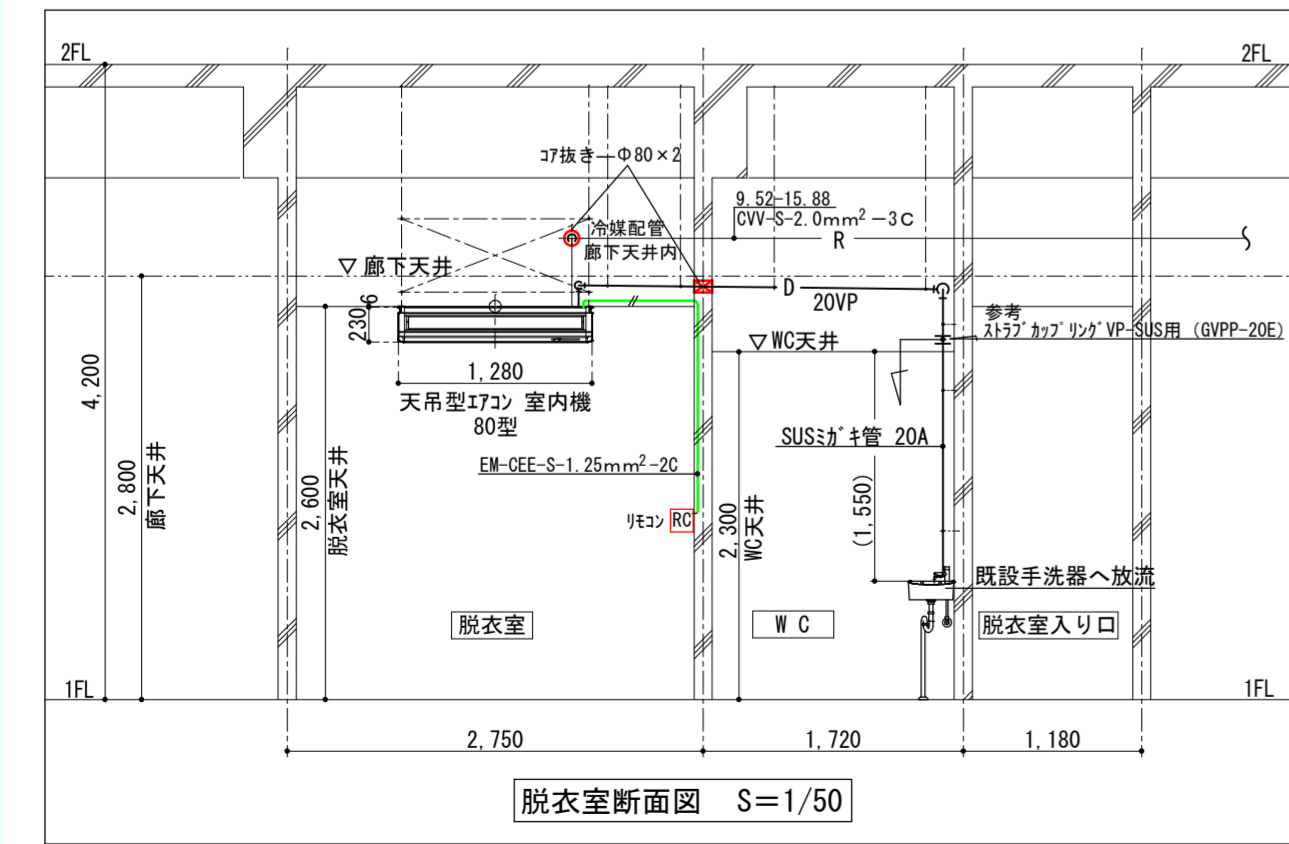 2FL
2FL
コア抜き Φ80×2
9.52-15.88
CVV-S-2.0mm²-3C
冷媒配管
R
廊下天井内
▽廊下天井
D
20VP
参考
ストラブカップリングVP-SUS用 (GVPP-20E)
▽WC天井
6
230
1,280
天吊型エアコン 室内機
80型
4,200
2,800
廊下天井
2,600
脱衣室天井
SUSミガキ管 20A
EM-CEE-S-1.25mm²-2C
(1,550)
2,300
WC天井
リモコン RC
既設手洗器へ放流
脱衣室
W C
脱衣室入り口
1FL
1FL
2,750
1,720
1,180
脱衣室断面図 S=1/50